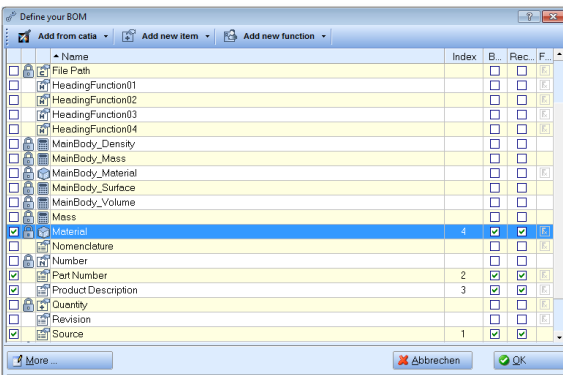 Define your BOM
Add from catia Add new item Add new function
Name Index B... Rec... F...
File Path
HeadingFunction01
HeadingFunction02
HeadingFunction03
HeadingFunction04
MainBody_Density
MainBody_Mass
MainBody_Material
MainBody_Surface
MainBody_Volume
Mass
Material 4
Nomenclature
Number
Part Number 2
Product Description 3
Quantity
Revision
Source 1
More ... Abbrechen OK